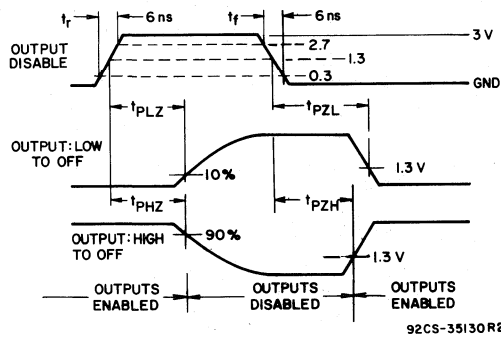 tr
6 ns
tf
6 ns
OUTPUT
DISABLE
3 V
2.7
1.3
0.3
GND
tPLZ
tPZL
OUTPUT: LOW
TO OFF
10%
1.3 V
tPHZ
tPZH
OUTPUT: HIGH
TO OFF
90%
1.3 V
OUTPUTS
ENABLED
OUTPUTS
DISABLED
OUTPUTS
ENABLED
92CS-35130R2